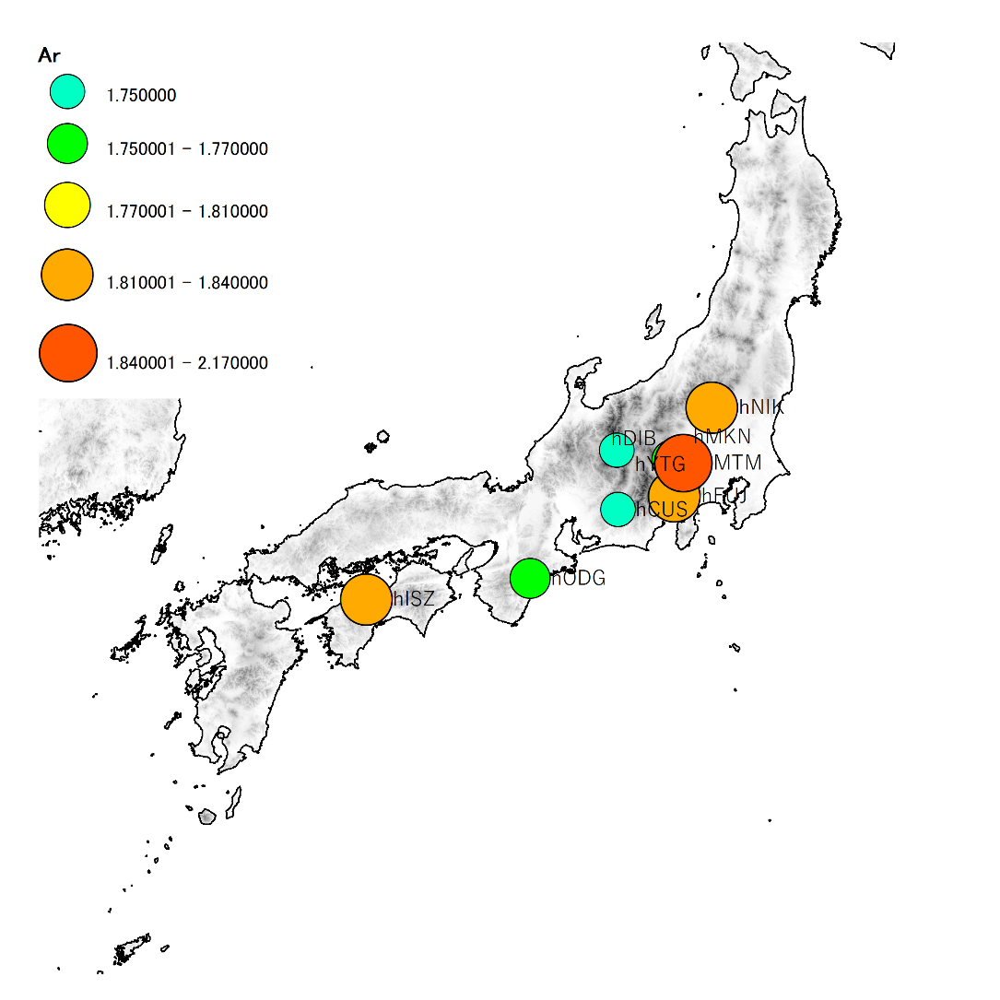 Ar
1.750000
1.750001 - 1.770000
1.770001 - 1.810000
1.810001 - 1.840000
1.840001 - 2.170000
hNIK
hMKN
hDIB
hYTG
MTM
hFUJ
hCUS
hODG
hISZ